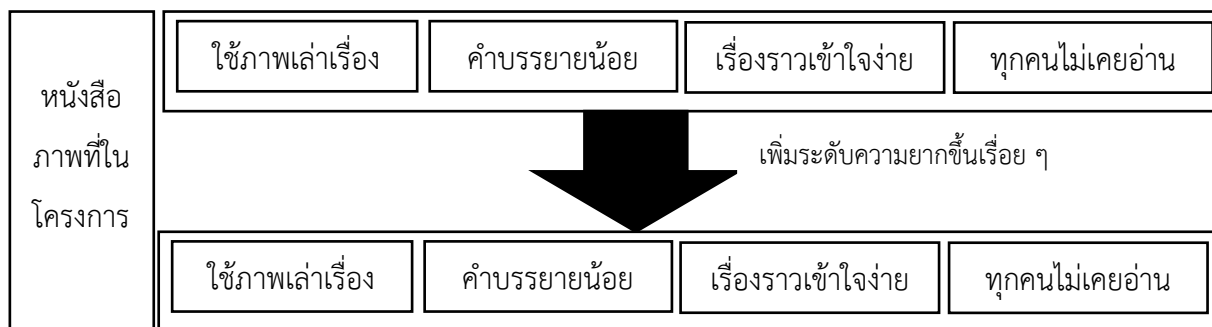 หนังสือ
ภาพที่ใน
โครงการ
ใช้ภาพเล่าเรื่อง
คำบรรยายน้อย
เรื่องราวเข้าใจง่าย
ทุกคนไม่เคยอ่าน
เพิ่มระดับความยากขึ้นเรื่อย ๆ
ใช้ภาพเล่าเรื่อง
คำบรรยายน้อย
เรื่องราวเข้าใจง่าย
ทุกคนไม่เคยอ่าน